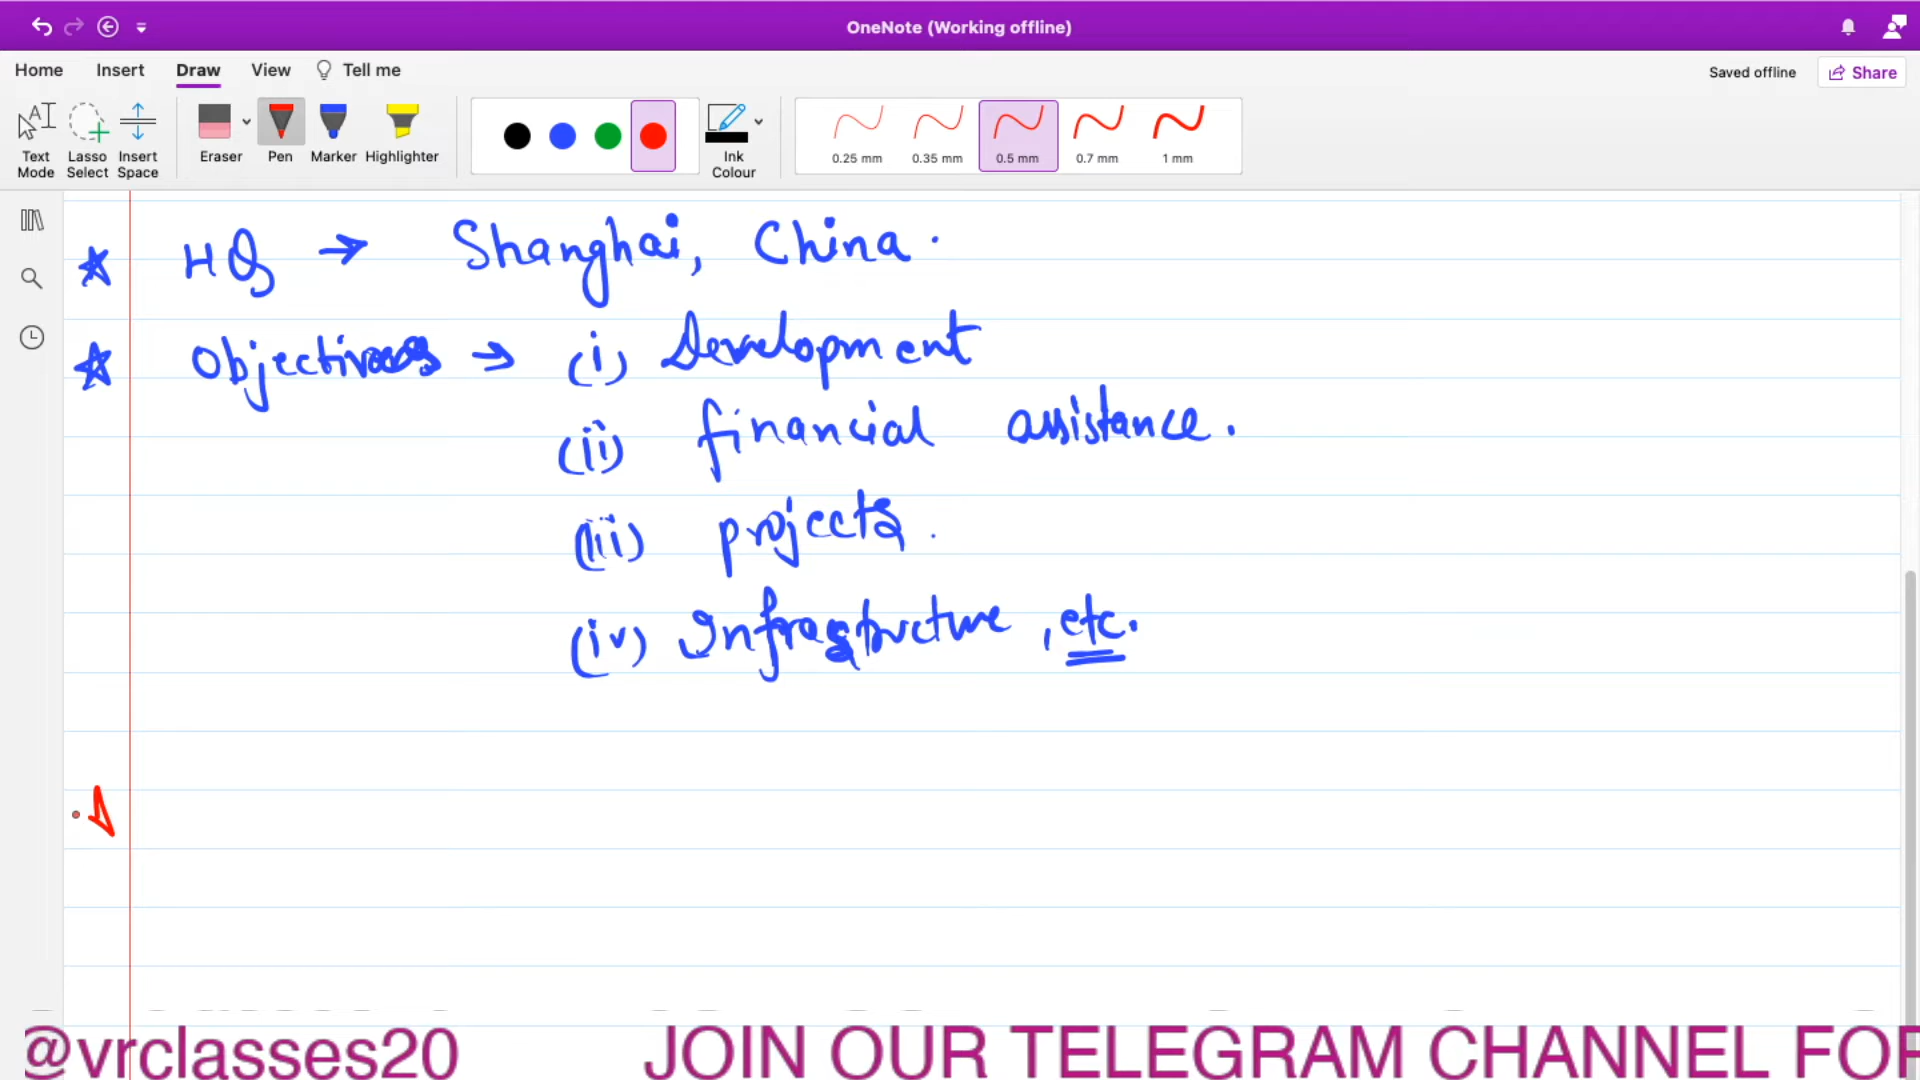 OneNote (Working offline)
Home Insert Draw View Tell me
Saved offline Share
Text Mode Lasso Select Insert Space Eraser Pen Marker Highlighter Ink Colour 0.25 mm 0.35 mm 0.5 mm 0.7 mm 1 mm
HQs → Shanghai, China.
Objectives → (i) Development
(ii) financial assistance.
(iii) projects.
(iv) Infrastructure, etc.
@vrclasses20 JOIN OUR TELEGRAM CHANNEL FOR